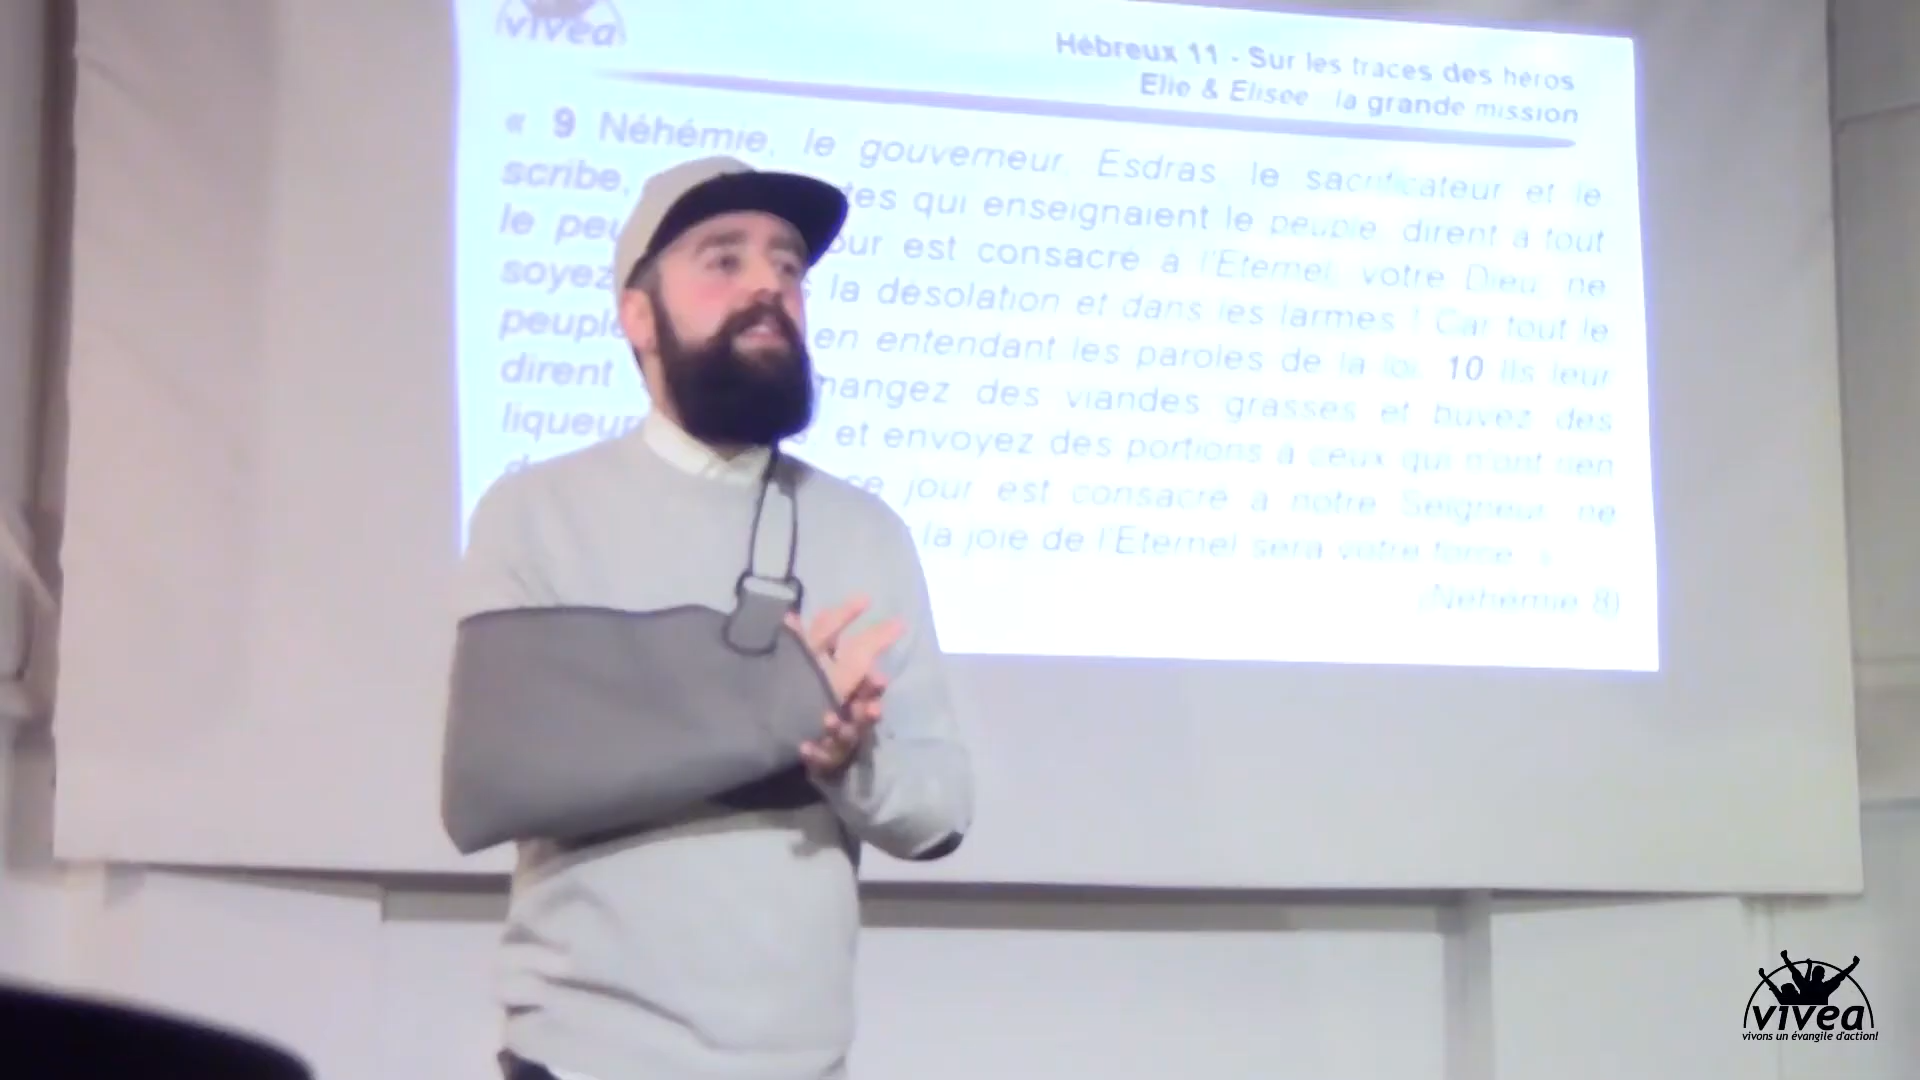 vivea
Hébreux 11 - Sur les traces des héros
Elie & Elisée la grande mission
« 9 Néhémie, le gouverneur, Esdras, le sacrificateur et le
scribe, tes qui enseignaient le peuple, dirent à tout
le peu our est consacré à l'Eternel, votre Dieu, ne
soyez la désolation et dans les larmes ! Car tout le
peuple en entendant les paroles de la loi. 10 Ils leur
dirent mangez des viandes grasses et buvez des
liqueurs s, et envoyez des portions à ceux qui n'ont rien
ce jour est consacré à notre Seigneur, ne
la joie de l'Eternel sera votre force. »
(Néhémie 8)
vivea
vivons un évangile d'action!